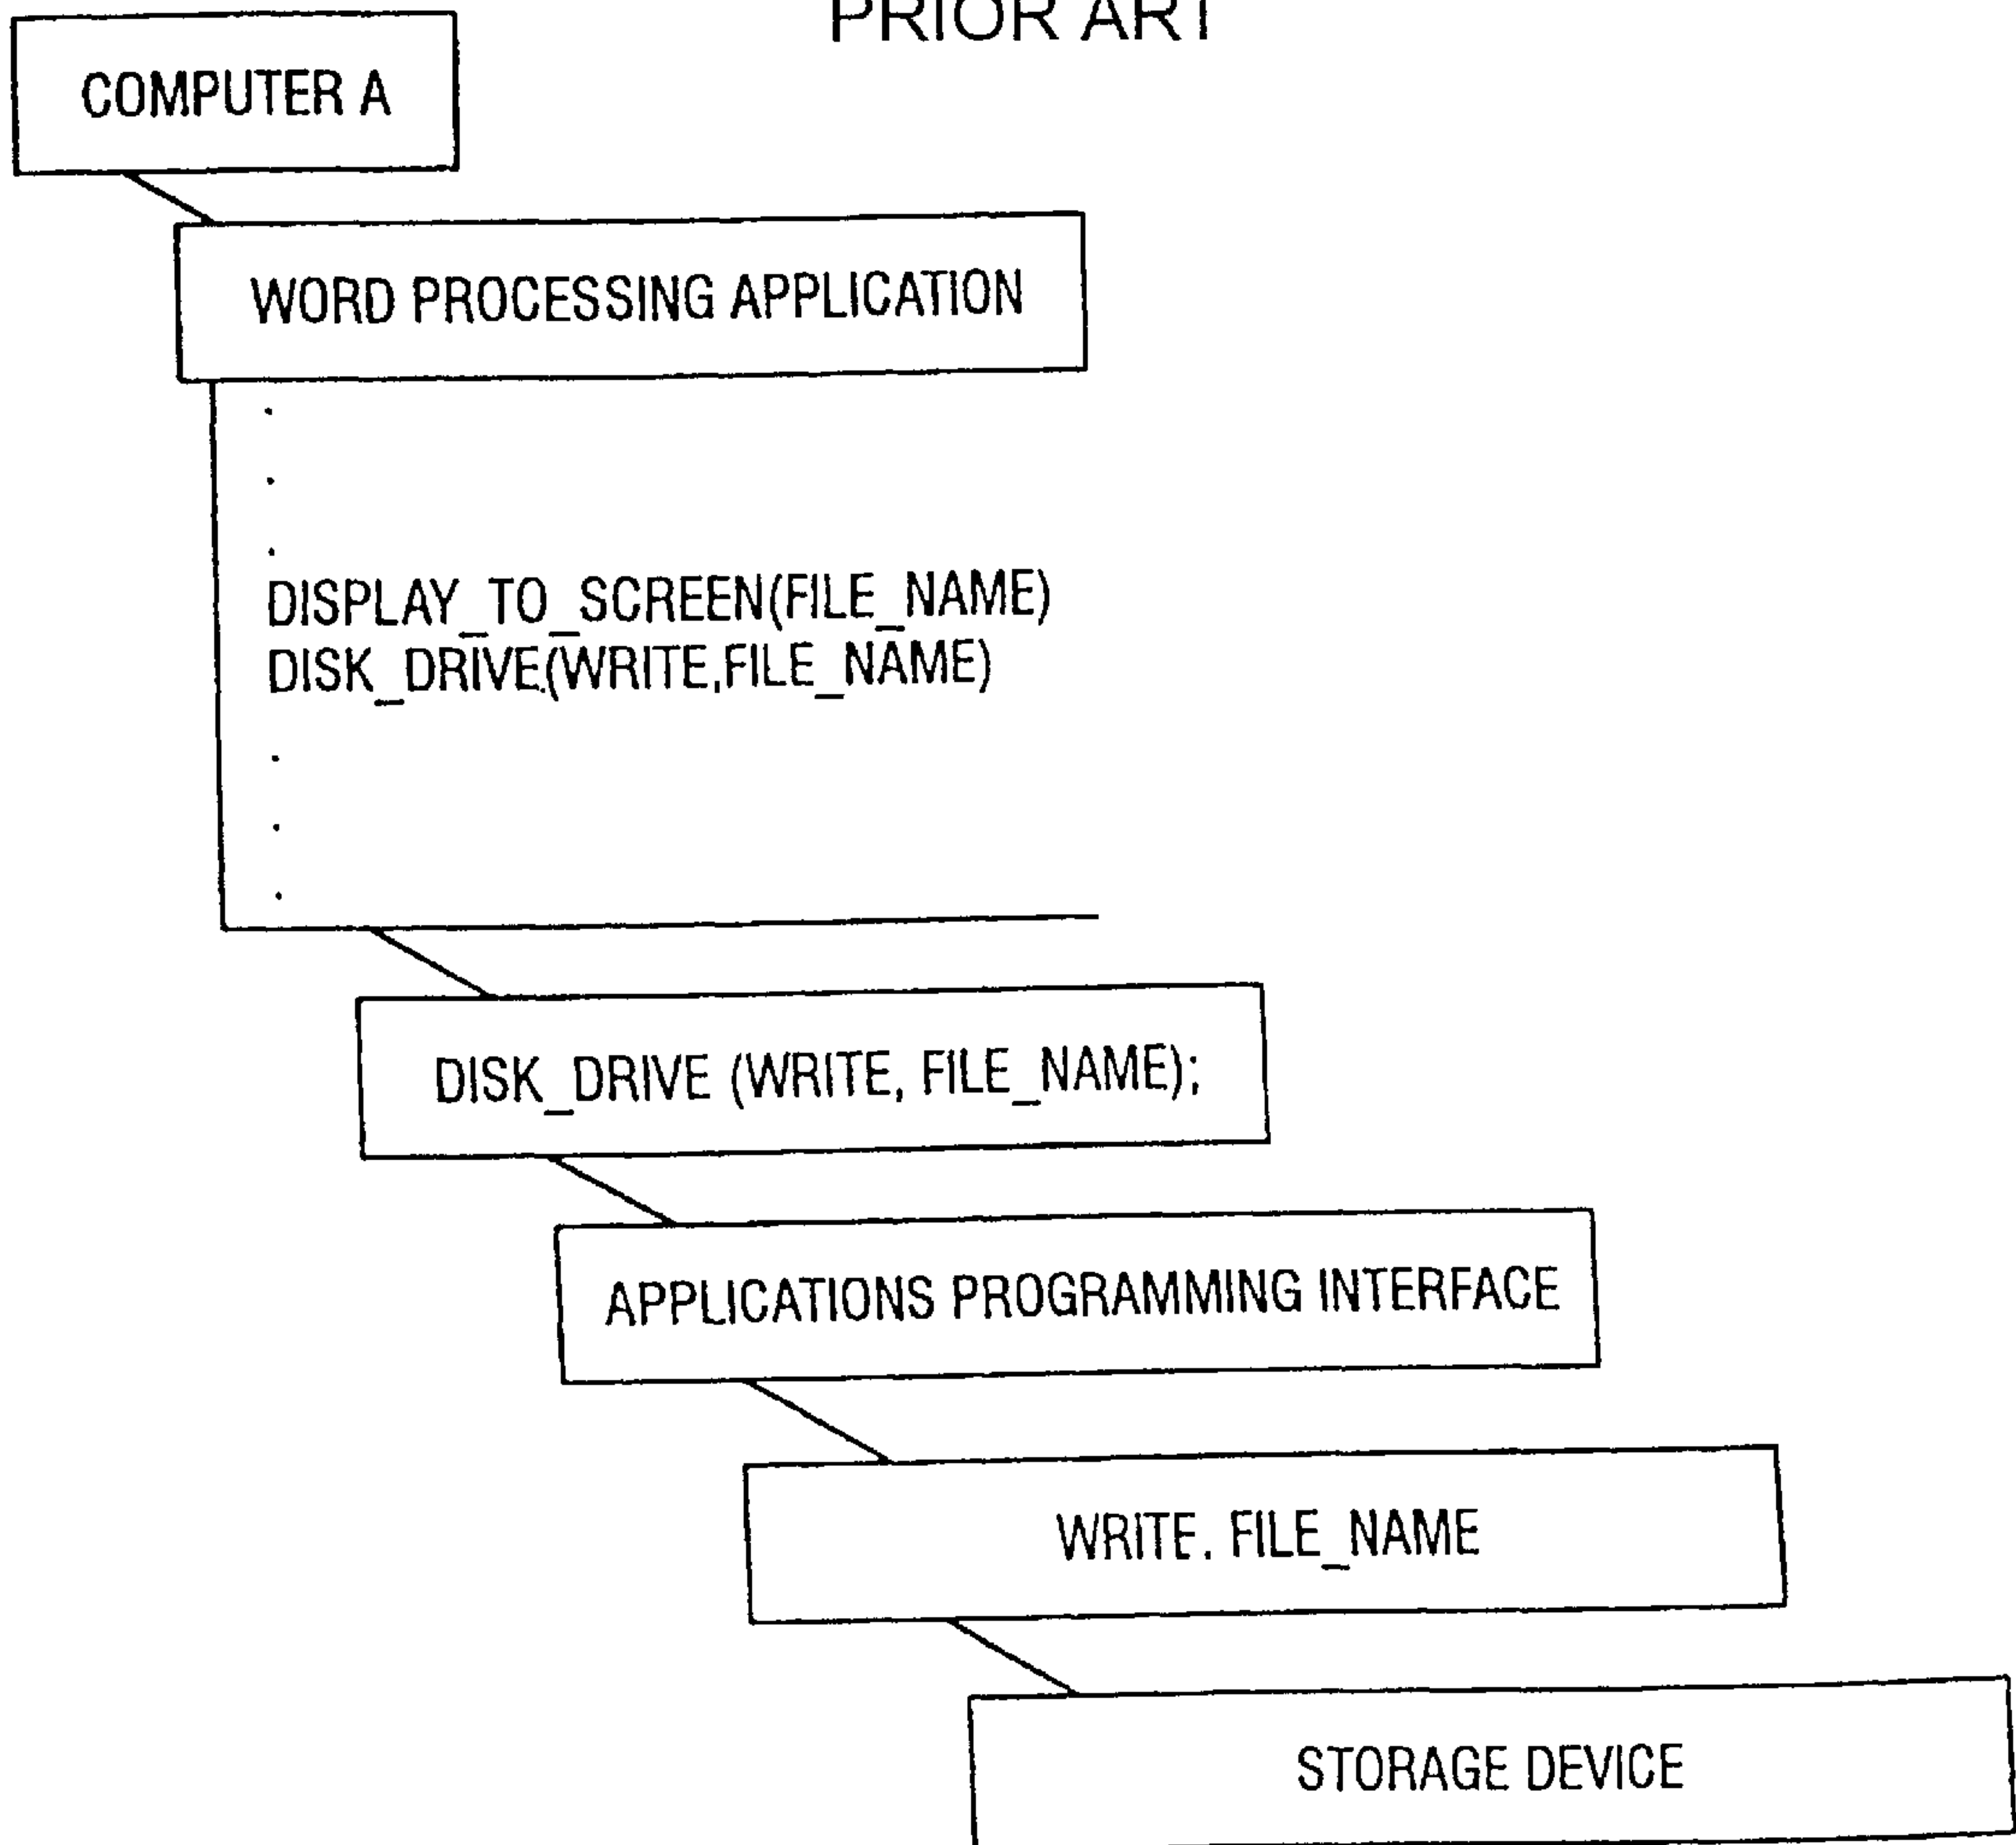 PRIOR ART
COMPUTER A
WORD PROCESSING APPLICATION
.
.
.
DISPLAY_TO_SCREEN(FILE_NAME)
DISK_DRIVE.(WRITE,FILE_NAME)
.
.
.
DISK_DRIVE (WRITE, FILE_NAME);
APPLICATIONS PROGRAMMING INTERFACE
WRITE. FILE_NAME
STORAGE DEVICE